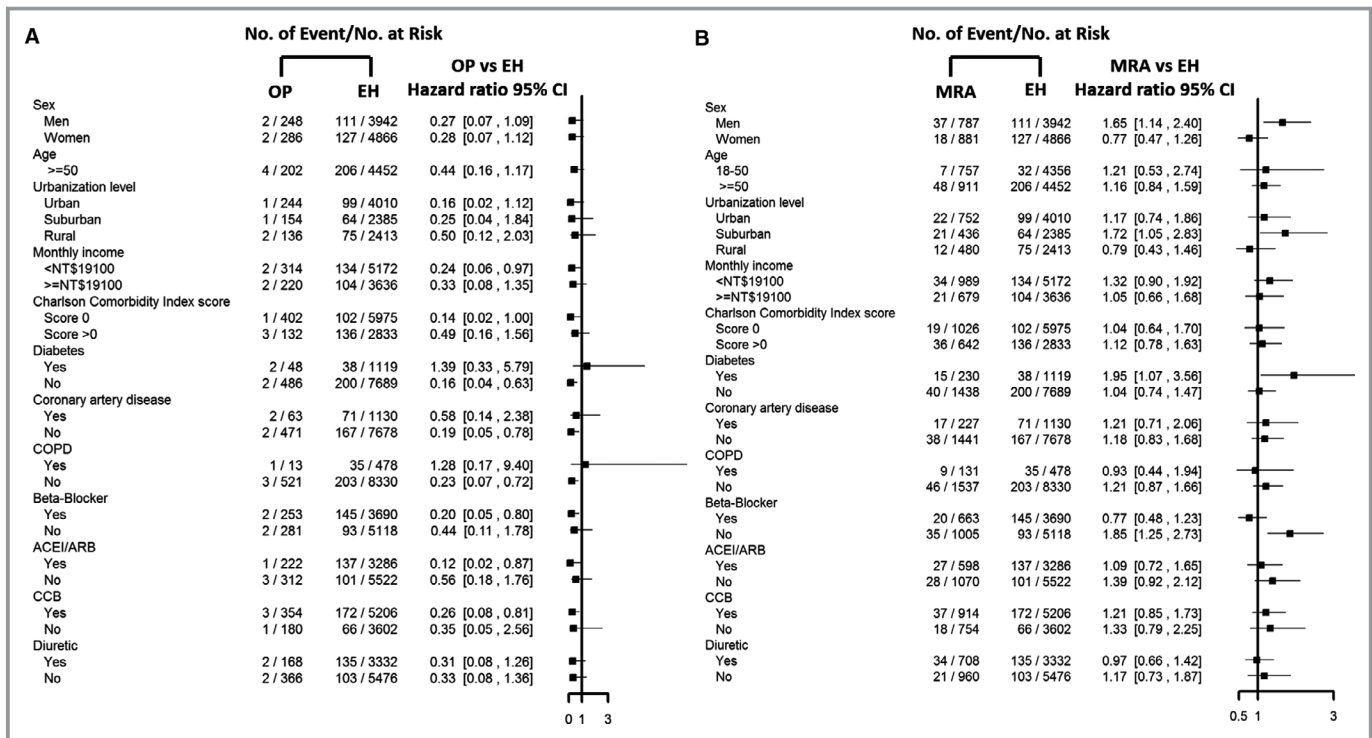 A
No. of Event/No. at Risk
OP vs EH
OP EH Hazard ratio 95% CI
Sex
Men 2 / 248 111 / 3942 0.27 [0.07 , 1.09]
Women 2 / 286 127 / 4866 0.28 [0.07 , 1.12]
Age
>=50 4 / 202 206 / 4452 0.44 [0.16 , 1.17]
Urbanization level
Urban 1 / 244 99 / 4010 0.16 [0.02 , 1.12]
Suburban 1 / 154 64 / 2385 0.25 [0.04 , 1.84]
Rural 2 / 136 75 / 2413 0.50 [0.12 , 2.03]
Monthly income
<NT$19100 2 / 314 134 / 5172 0.24 [0.06 , 0.97]
>=NT$19100 2 / 220 104 / 3636 0.33 [0.08 , 1.35]
Charlson Comorbidity Index score
Score 0 1 / 402 102 / 5975 0.14 [0.02 , 1.00]
Score >0 3 / 132 136 / 2833 0.49 [0.16 , 1.56]
Diabetes
Yes 2 / 48 38 / 1119 1.39 [0.33 , 5.79]
No 2 / 486 200 / 7689 0.16 [0.04 , 0.63]
Coronary artery disease
Yes 2 / 63 71 / 1130 0.58 [0.14 , 2.38]
No 2 / 471 167 / 7678 0.19 [0.05 , 0.78]
COPD
Yes 1 / 13 35 / 478 1.28 [0.17 , 9.40]
No 3 / 521 203 / 8330 0.23 [0.07 , 0.72]
Beta-Blocker
Yes 2 / 253 145 / 3690 0.20 [0.05 , 0.80]
No 2 / 281 93 / 5118 0.44 [0.11 , 1.78]
ACEI/ARB
Yes 1 / 222 137 / 3286 0.12 [0.02 , 0.87]
No 3 / 312 101 / 5522 0.56 [0.18 , 1.76]
CCB
Yes 3 / 354 172 / 5206 0.26 [0.08 , 0.81]
No 1 / 180 66 / 3602 0.35 [0.05 , 2.56]
Diuretic
Yes 2 / 168 135 / 3332 0.31 [0.08 , 1.26]
No 2 / 366 103 / 5476 0.33 [0.08 , 1.36]
0 1 3
B
No. of Event/No. at Risk
MRA vs EH
MRA EH Hazard ratio 95% CI
Sex
Men 37 / 787 111 / 3942 1.65 [1.14 , 2.40]
Women 18 / 881 127 / 4866 0.77 [0.47 , 1.26]
Age
18-50 7 / 757 32 / 4356 1.21 [0.53 , 2.74]
>=50 48 / 911 206 / 4452 1.16 [0.84 , 1.59]
Urbanization level
Urban 22 / 752 99 / 4010 1.17 [0.74 , 1.86]
Suburban 21 / 436 64 / 2385 1.72 [1.05 , 2.83]
Rural 12 / 480 75 / 2413 0.79 [0.43 , 1.46]
Monthly income
<NT$19100 34 / 989 134 / 5172 1.32 [0.90 , 1.92]
>=NT$19100 21 / 679 104 / 3636 1.05 [0.66 , 1.68]
Charlson Comorbidity Index score
Score 0 19 / 1026 102 / 5975 1.04 [0.64 , 1.70]
Score >0 36 / 642 136 / 2833 1.12 [0.78 , 1.63]
Diabetes
Yes 15 / 230 38 / 1119 1.95 [1.07 , 3.56]
No 40 / 1438 200 / 7689 1.04 [0.74 , 1.47]
Coronary artery disease
Yes 17 / 227 71 / 1130 1.21 [0.71 , 2.06]
No 38 / 1441 167 / 7678 1.18 [0.83 , 1.68]
COPD
Yes 9 / 131 35 / 478 0.93 [0.44 , 1.94]
No 46 / 1537 203 / 8330 1.21 [0.87 , 1.66]
Beta-Blocker
Yes 20 / 663 145 / 3690 0.77 [0.48 , 1.23]
No 35 / 1005 93 / 5118 1.85 [1.25 , 2.73]
ACEI/ARB
Yes 27 / 598 137 / 3286 1.09 [0.72 , 1.65]
No 28 / 1070 101 / 5522 1.39 [0.92 , 2.12]
CCB
Yes 37 / 914 172 / 5206 1.21 [0.85 , 1.73]
No 18 / 754 66 / 3602 1.33 [0.79 , 2.25]
Diuretic
Yes 34 / 708 135 / 3332 0.97 [0.66 , 1.42]
No 21 / 960 103 / 5476 1.17 [0.73 , 1.87]
0.5 1 3